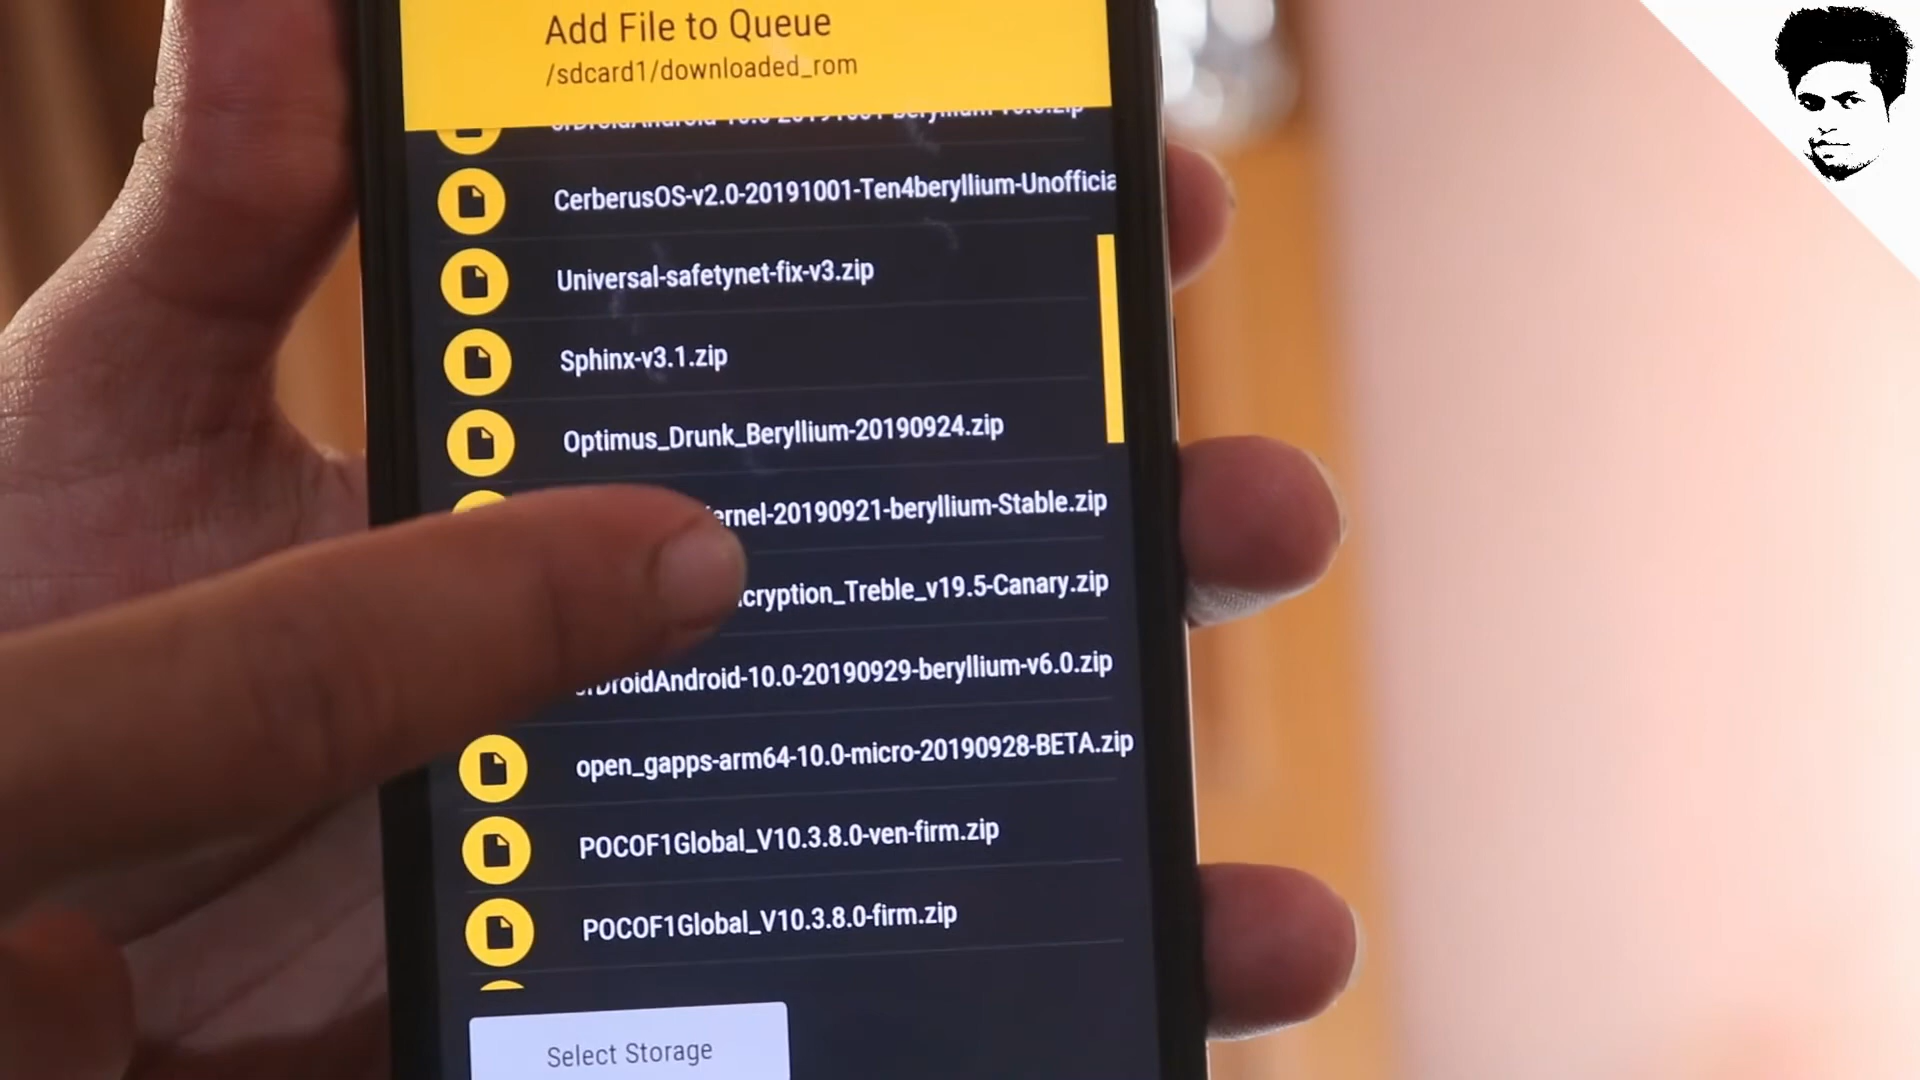 Add File to Queue
/sdcard1/downloaded_rom
CerberusOS-v2.0-20191001-Ten4beryllium-Unofficia
Universal-safetynet-fix-v3.zip
Sphinx-v3.1.zip
Optimus_Drunk_Beryllium-20190924.zip
ernel-20190921-beryllium-Stable.zip
cryption_Treble_v19.5-Canary.zip
DroidAndroid-10.0-20190929-beryllium-v6.0.zip
open_gapps-arm64-10.0-micro-20190928-BETA.zip
POCOF1Global_V10.3.8.0-ven-firm.zip
POCOF1Global_V10.3.8.0-firm.zip
Select Storage